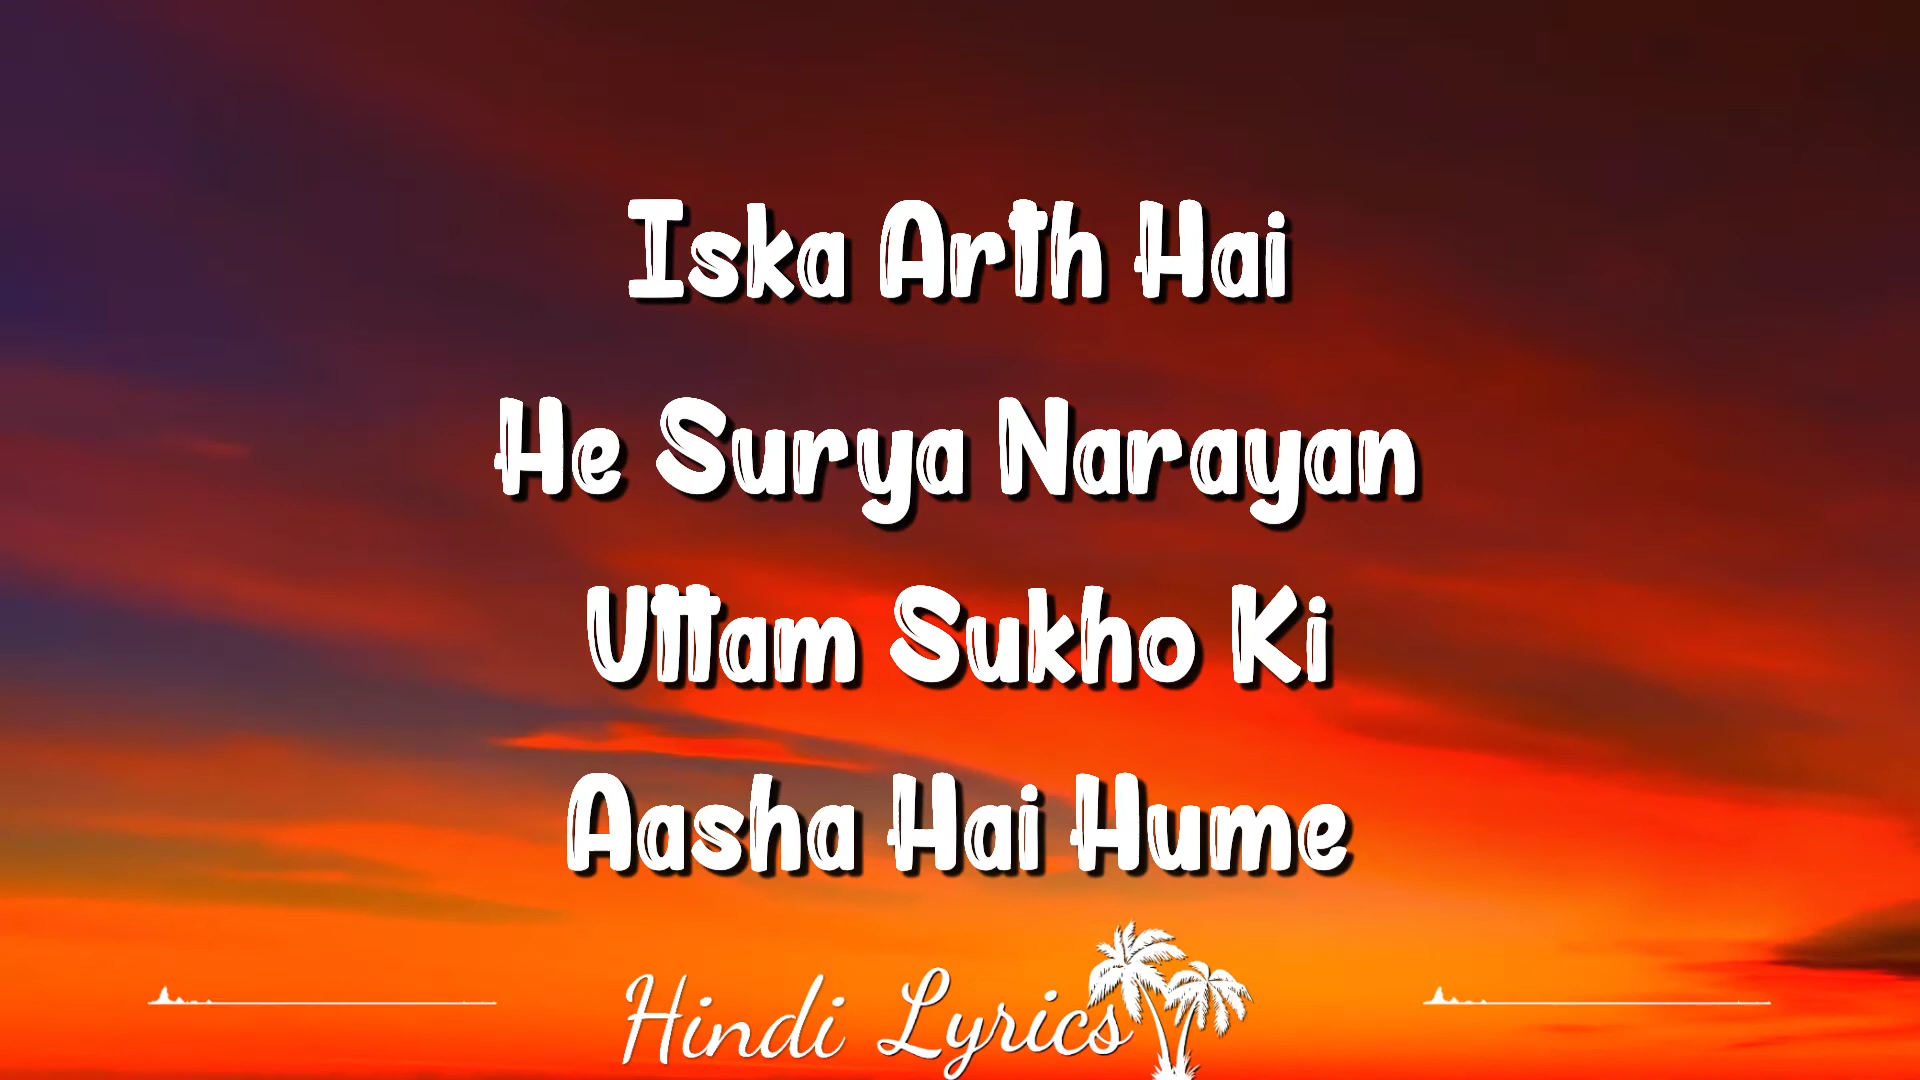 Iska Arth Hai
He Surya Narayan
Uttam Sukho Ki
Aasha Hai Hume
Hindi Lyrics